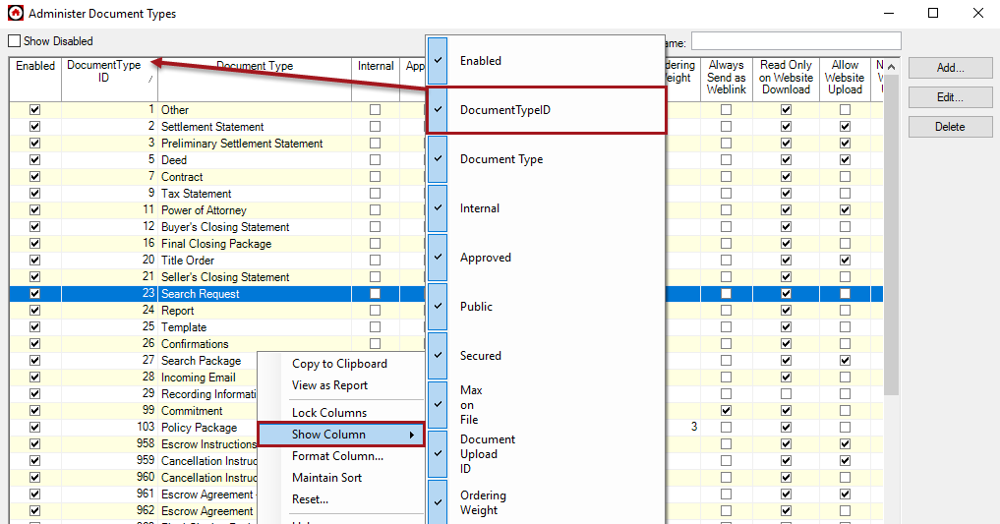 Administer Document Types
Show Disabled
ame:
Add...
Edit...
Delete
Enabled
DocumentType
ID
Document Type
Internal
App
dering
eight
Always
Send as
Weblink
Read Only
on Website
Download
Allow
Website
Upload
1 Other
2 Settlement Statement
3 Preliminary Settlement Statement
5 Deed
7 Contract
9 Tax Statement
11 Power of Attorney
12 Buyer's Closing Statement
16 Final Closing Package
20 Title Order
21 Seller's Closing Statement
23 Search Request
24 Report
25 Template
26 Confirmations
27 Search Package
28 Incoming Email
29 Recording Informati
99 Commitment
103 Policy Package 3
958 Escrow Instructions
959 Cancellation Instruc
960 Cancellation Instruc
961 Escrow Agreement
962 Escrow Agreement
Copy to Clipboard
View as Report
Lock Columns
Show Column
Format Column...
Maintain Sort
Reset...
Enabled
DocumentTypeID
Document Type
Internal
Approved
Public
Secured
Max
on
File
Document
Upload
ID
Ordering
Weight